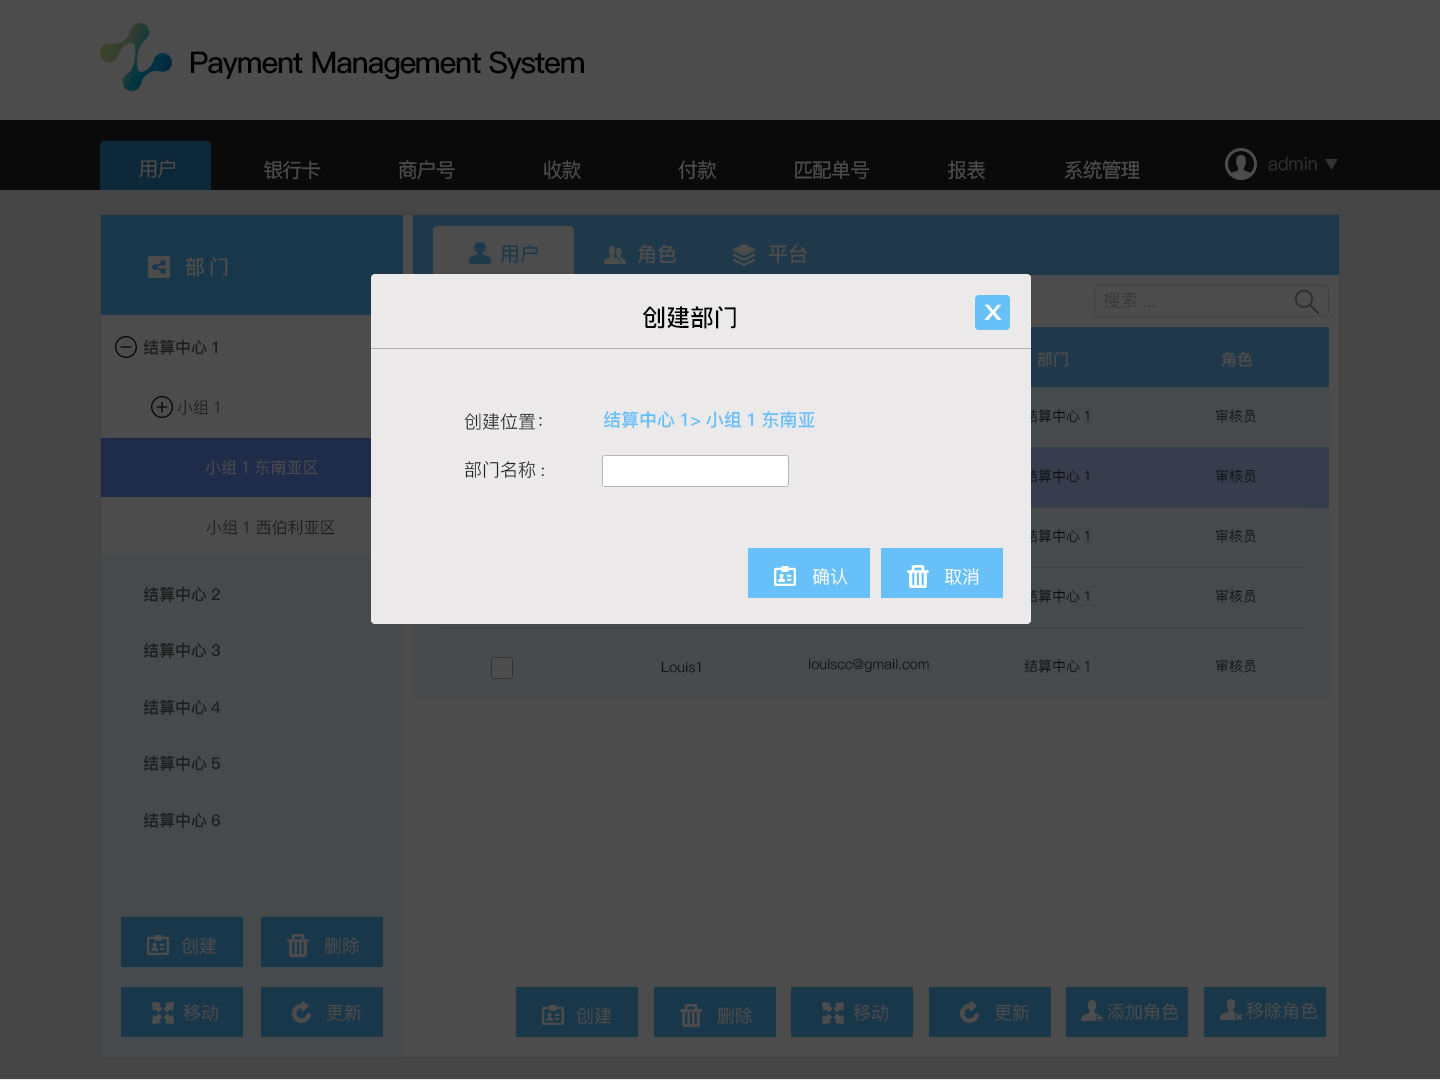 Payment Management System
用户 银行卡 商户号 收款 付款 匹配单号 报表 系统管理 admin
部门
用户 角色 平台
搜索 ...
创建部门
X
部门 角色
结算中心 1
小组 1
小组 1 东南亚区
小组 1 西伯利亚区
结算中心 2
结算中心 3
结算中心 4
结算中心 5
结算中心 6
创建位置: 结算中心 1> 小组 1 东南亚
部门名称 :
确认 取消
结算中心 1 审核员
结算中心 1 审核员
结算中心 1 审核员
结算中心 1 审核员
Louis1 louiscc@gmail.com 结算中心 1 审核员
创建 删除
移动 更新
创建 删除 移动 更新 添加角色 移除角色